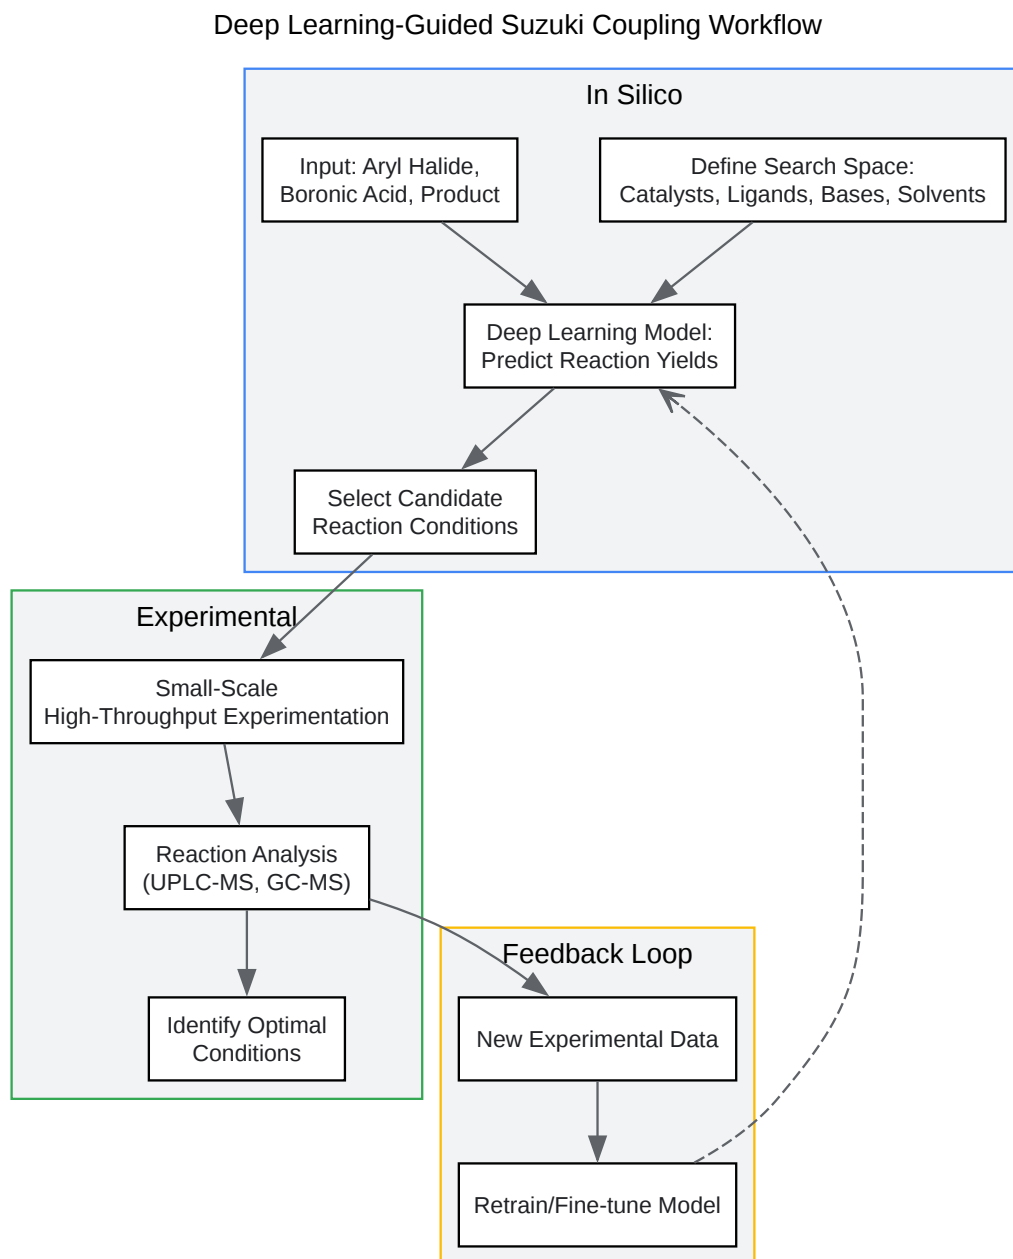 Deep Learning-Guided Suzuki Coupling Workflow
In Silico
Input: Aryl Halide,
Boronic Acid, Product
Define Search Space:
Catalysts, Ligands, Bases, Solvents
Deep Learning Model:
Predict Reaction Yields
Select Candidate
Reaction Conditions
Experimental
Small-Scale
High-Throughput Experimentation
Reaction Analysis
(UPLC-MS, GC-MS)
Identify Optimal
Conditions
Feedback Loop
New Experimental Data
Retrain/Fine-tune Model